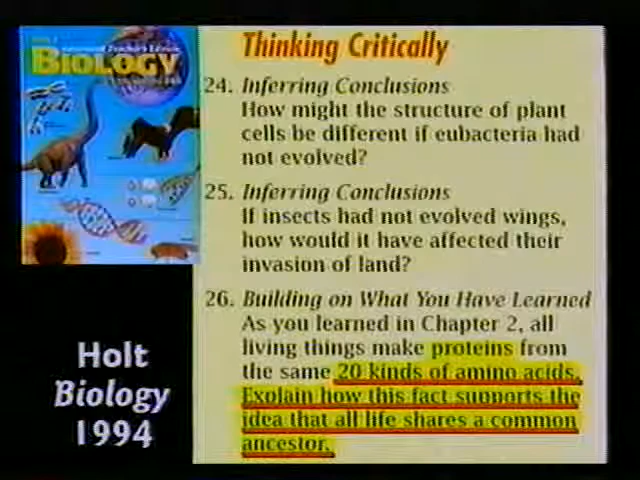 Annotated Teacher's Edition
BIOLOGY
Thinking Critically
24. Inferring Conclusions
How might the structure of plant
cells be different if eubacteria had
not evolved?
25. Inferring Conclusions
If insects had not evolved wings,
how would it have affected their
invasion of land?
26. Building on What You Have Learned
As you learned in Chapter 2, all
living things make proteins from
the same 20 kinds of amino acids.
Explain how this fact supports the
idea that all life shares a common
ancestor.
Holt
Biology
1994